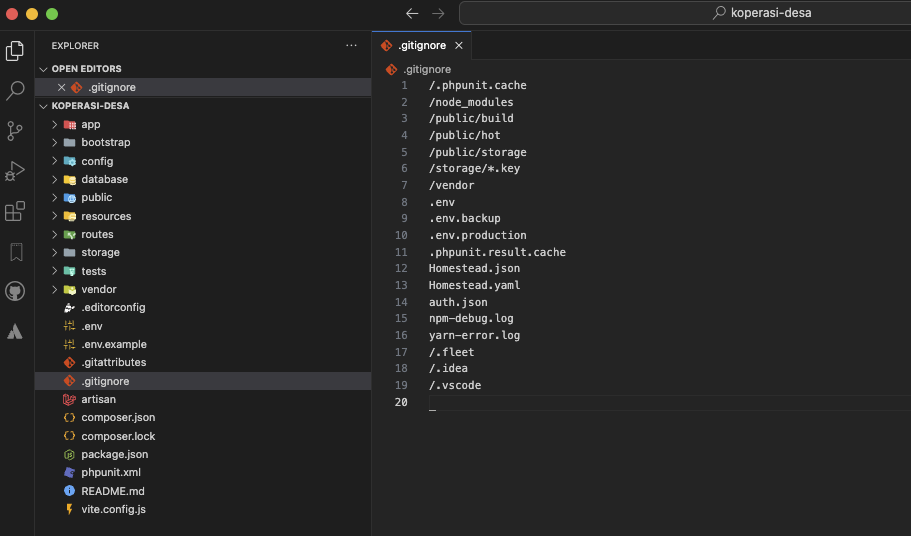 koperasi-desa
EXPLORER
OPEN EDITORS
.gitignore
KOPERASI-DESA
app
bootstrap
config
database
public
resources
routes
storage
tests
vendor
.editorconfig
.env
.env.example
.gitattributes
.gitignore
artisan
composer.json
composer.lock
package.json
phpunit.xml
README.md
vite.config.js
.gitignore
.gitignore
1 /.phpunit.cache
2 /node_modules
3 /public/build
4 /public/hot
5 /public/storage
6 /storage/*.key
7 /vendor
8 .env
9 .env.backup
10 .env.production
11 .phpunit.result.cache
12 Homestead.json
13 Homestead.yaml
14 auth.json
15 npm-debug.log
16 yarn-error.log
17 /.fleet
18 /.idea
19 /.vscode
20